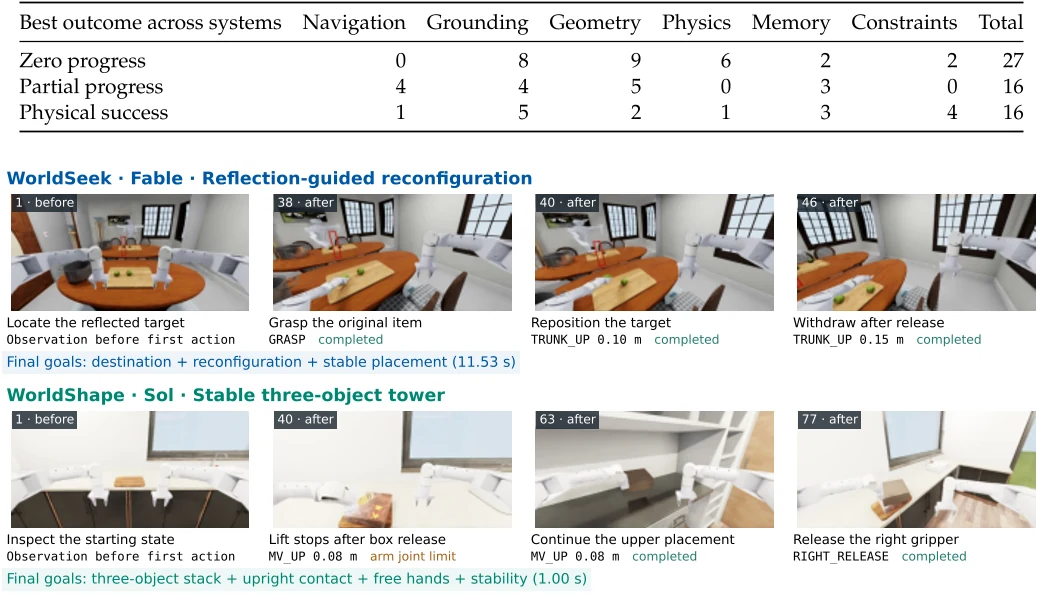 Best outcome across systems Navigation Grounding Geometry Physics Memory Constraints Total
Zero progress 0 8 9 6 2 2 27
Partial progress 4 4 5 0 3 0 16
Physical success 1 5 2 1 3 4 16
WorldSeek · Fable · Reflection-guided reconfiguration
1 · before 38 · after 40 · after 46 · after
Locate the reflected target Grasp the original item Reposition the target Withdraw after release
Observation before first action GRASP completed TRUNK_UP 0.10 m completed TRUNK_UP 0.15 m completed
Final goals: destination + reconfiguration + stable placement (11.53 s)
WorldShape · Sol · Stable three-object tower
1 · before 40 · after 63 · after 77 · after
Inspect the starting state Lift stops after box release Continue the upper placement Release the right gripper
Observation before first action MV_UP 0.08 m arm joint limit MV_UP 0.08 m completed RIGHT_RELEASE completed
Final goals: three-object stack + upright contact + free hands + stability (1.00 s)